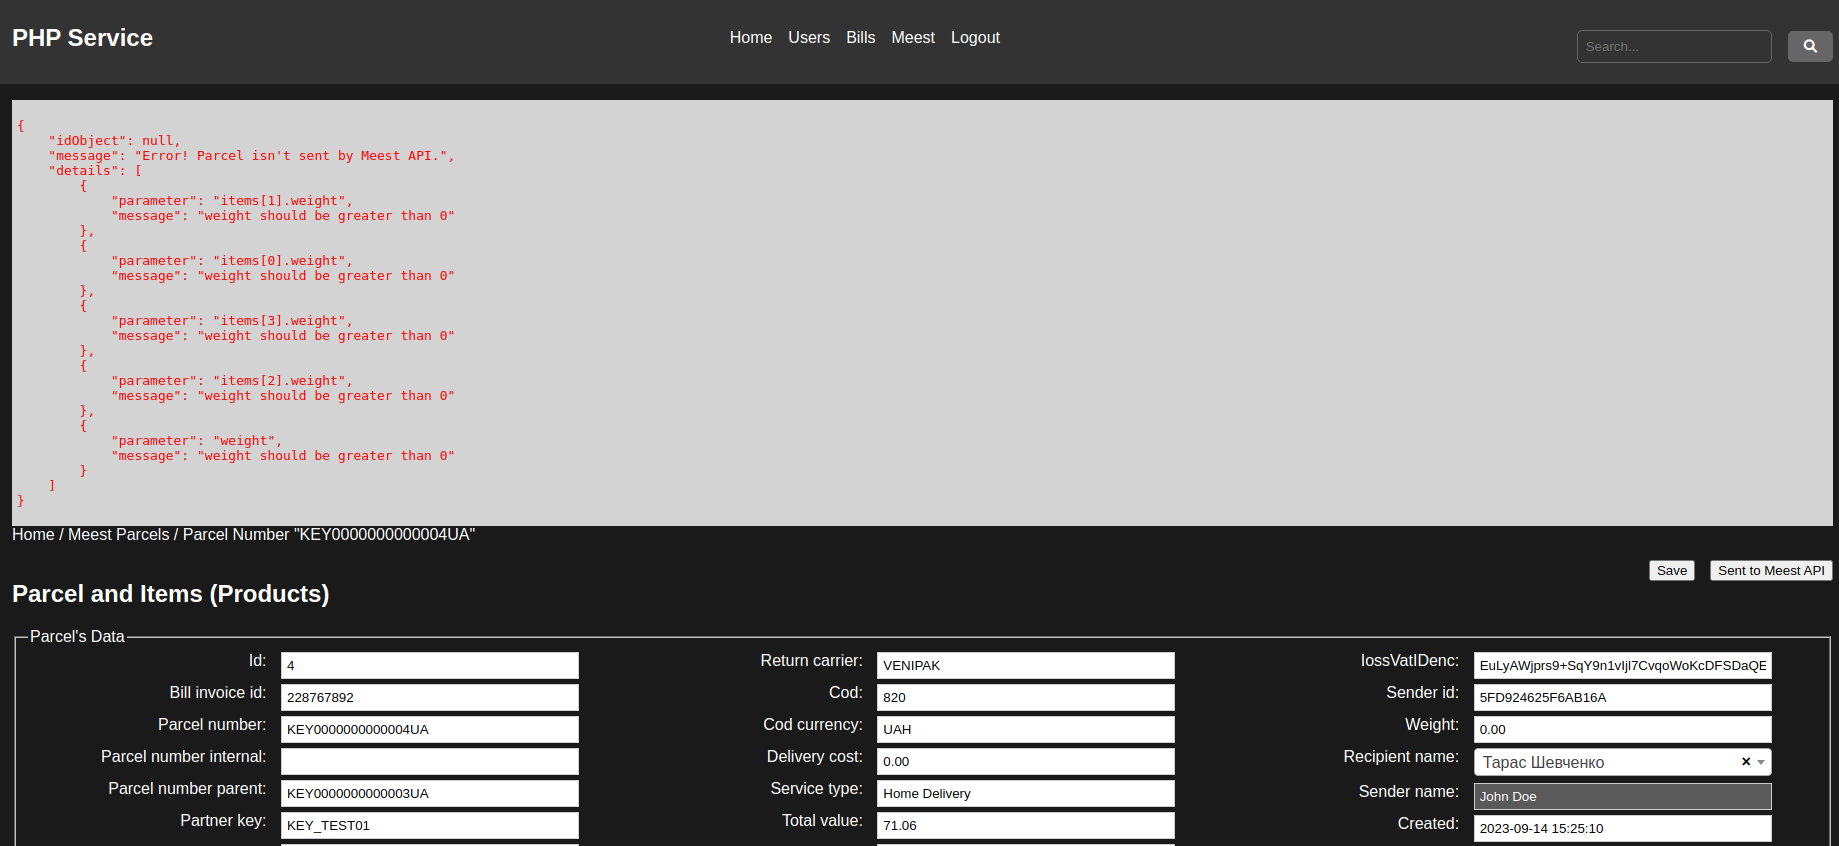 PHP Service
Home Users Bills Meest Logout
Search...
{
    "idObject": null,
    "message": "Error! Parcel isn't sent by Meest API.",
    "details": [
        {
            "parameter": "items[1].weight",
            "message": "weight should be greater than 0"
        },
        {
            "parameter": "items[0].weight",
            "message": "weight should be greater than 0"
        },
        {
            "parameter": "items[3].weight",
            "message": "weight should be greater than 0"
        },
        {
            "parameter": "items[2].weight",
            "message": "weight should be greater than 0"
        },
        {
            "parameter": "weight",
            "message": "weight should be greater than 0"
        }
    ]
}
Home / Meest Parcels / Parcel Number "KEY0000000000004UA"
Save Sent to Meest API
Parcel and Items (Products)
Parcel's Data
Id: 4 Return carrier: VENIPAK IossVatIDenc: EuLyAWjprs9+SqY9n1vIjl7CvqoWoKcDFSDaQE
Bill invoice id: 228767892 Cod: 820 Sender id: 5FD924625F6AB16A
Parcel number: KEY0000000000004UA Cod currency: UAH Weight: 0.00
Parcel number internal: Delivery cost: 0.00 Recipient name: Тарас Шевченко ×
Parcel number parent: KEY0000000000003UA Service type: Home Delivery Sender name: John Doe
Partner key: KEY_TEST01 Total value: 71.06 Created: 2023-09-14 15:25:10